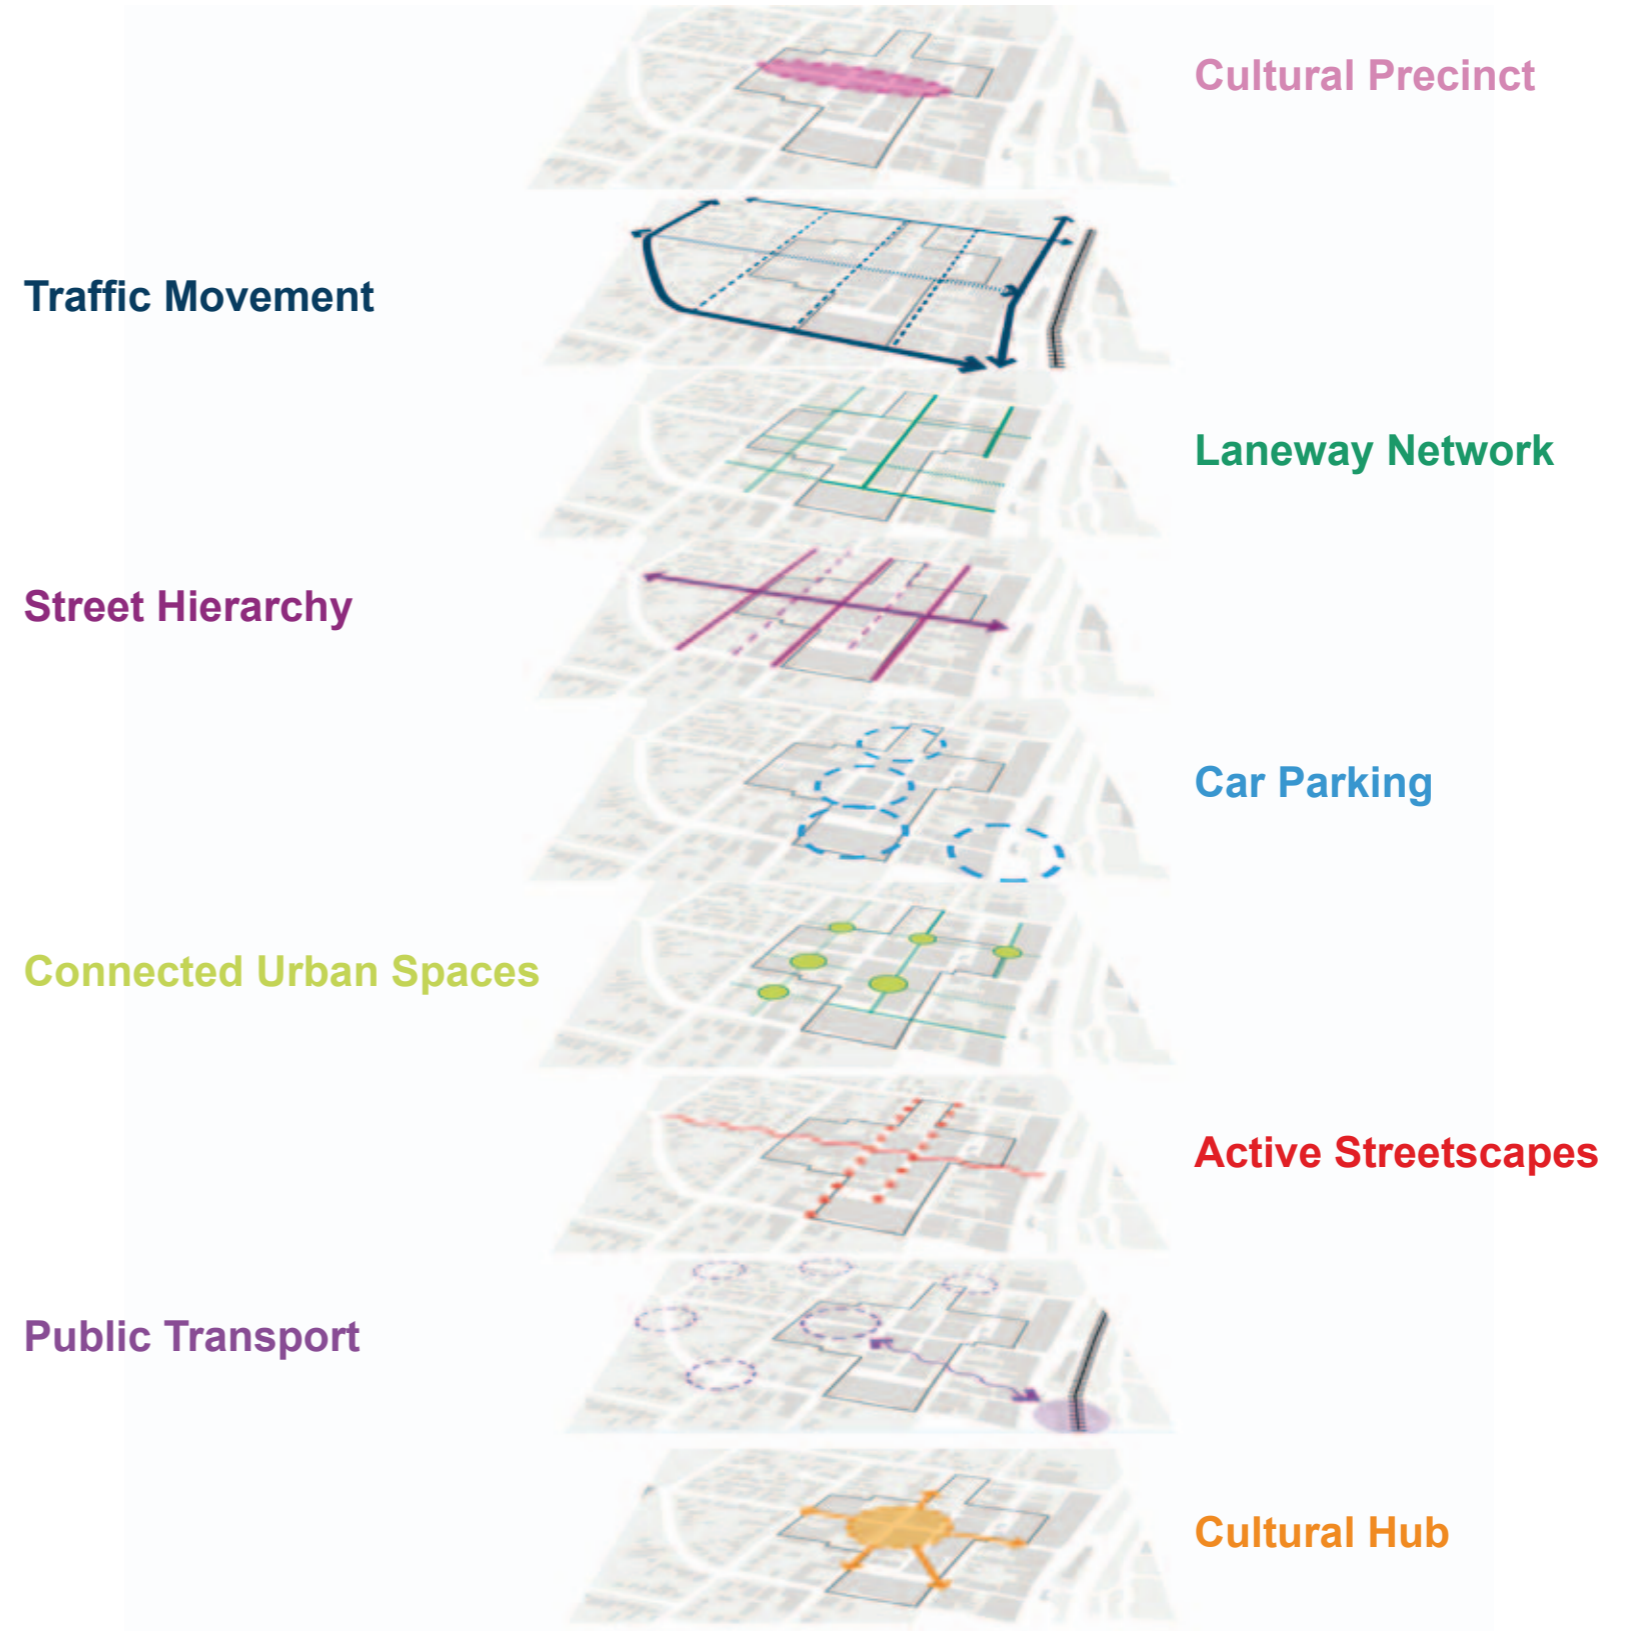 Cultural Precinct
Traffic Movement
Laneway Network
Street Hierarchy
Car Parking
Connected Urban Spaces
Active Streetscapes
Public Transport
Cultural Hub